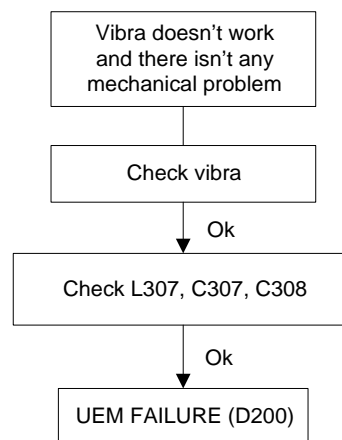 Vibra doesn't work
and there isn't any
mechanical problem
Check vibra
Ok
Check L307, C307, C308
Ok
UEM FAILURE (D200)